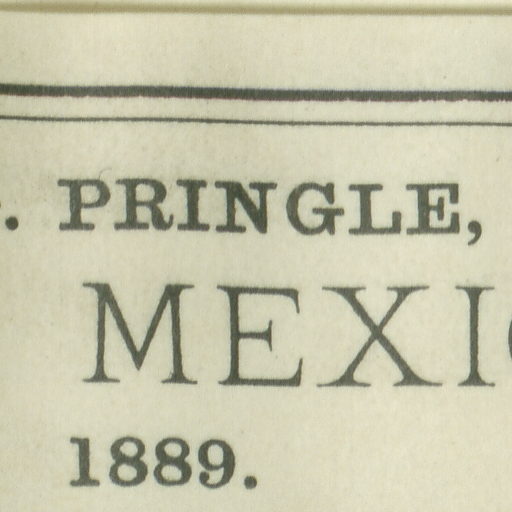 . PRINGLE,
MEXI
1889.